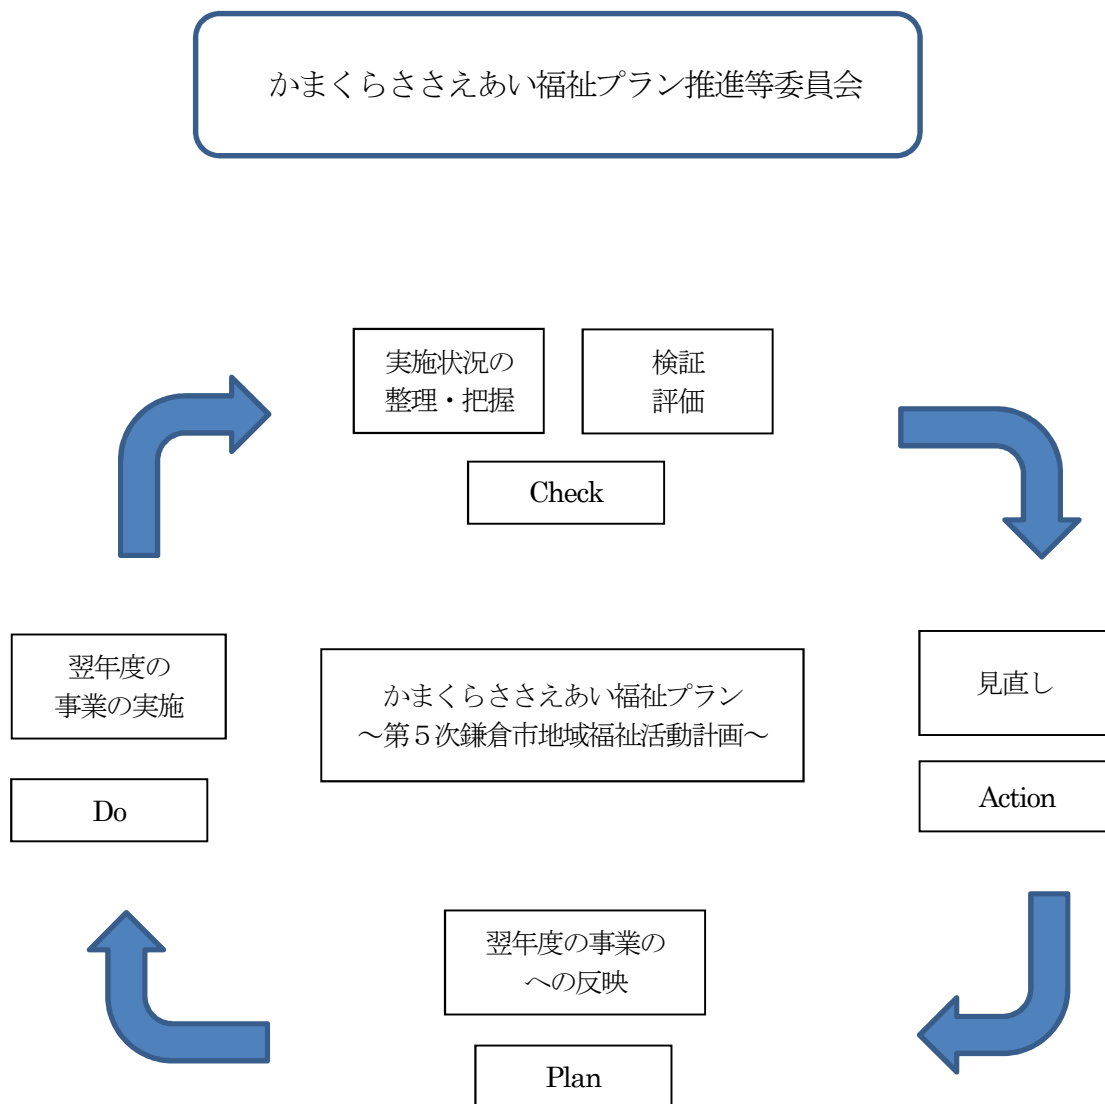 かまくらささえあい福祉プラン推進等委員会
実施状況の
整理・把握
検証
評価
Check
翌年度の
事業の実施
Do
かまくらささえあい福祉プラン
～第５次鎌倉市地域福祉活動計画～
見直し
Action
翌年度の事業の
への反映
Plan